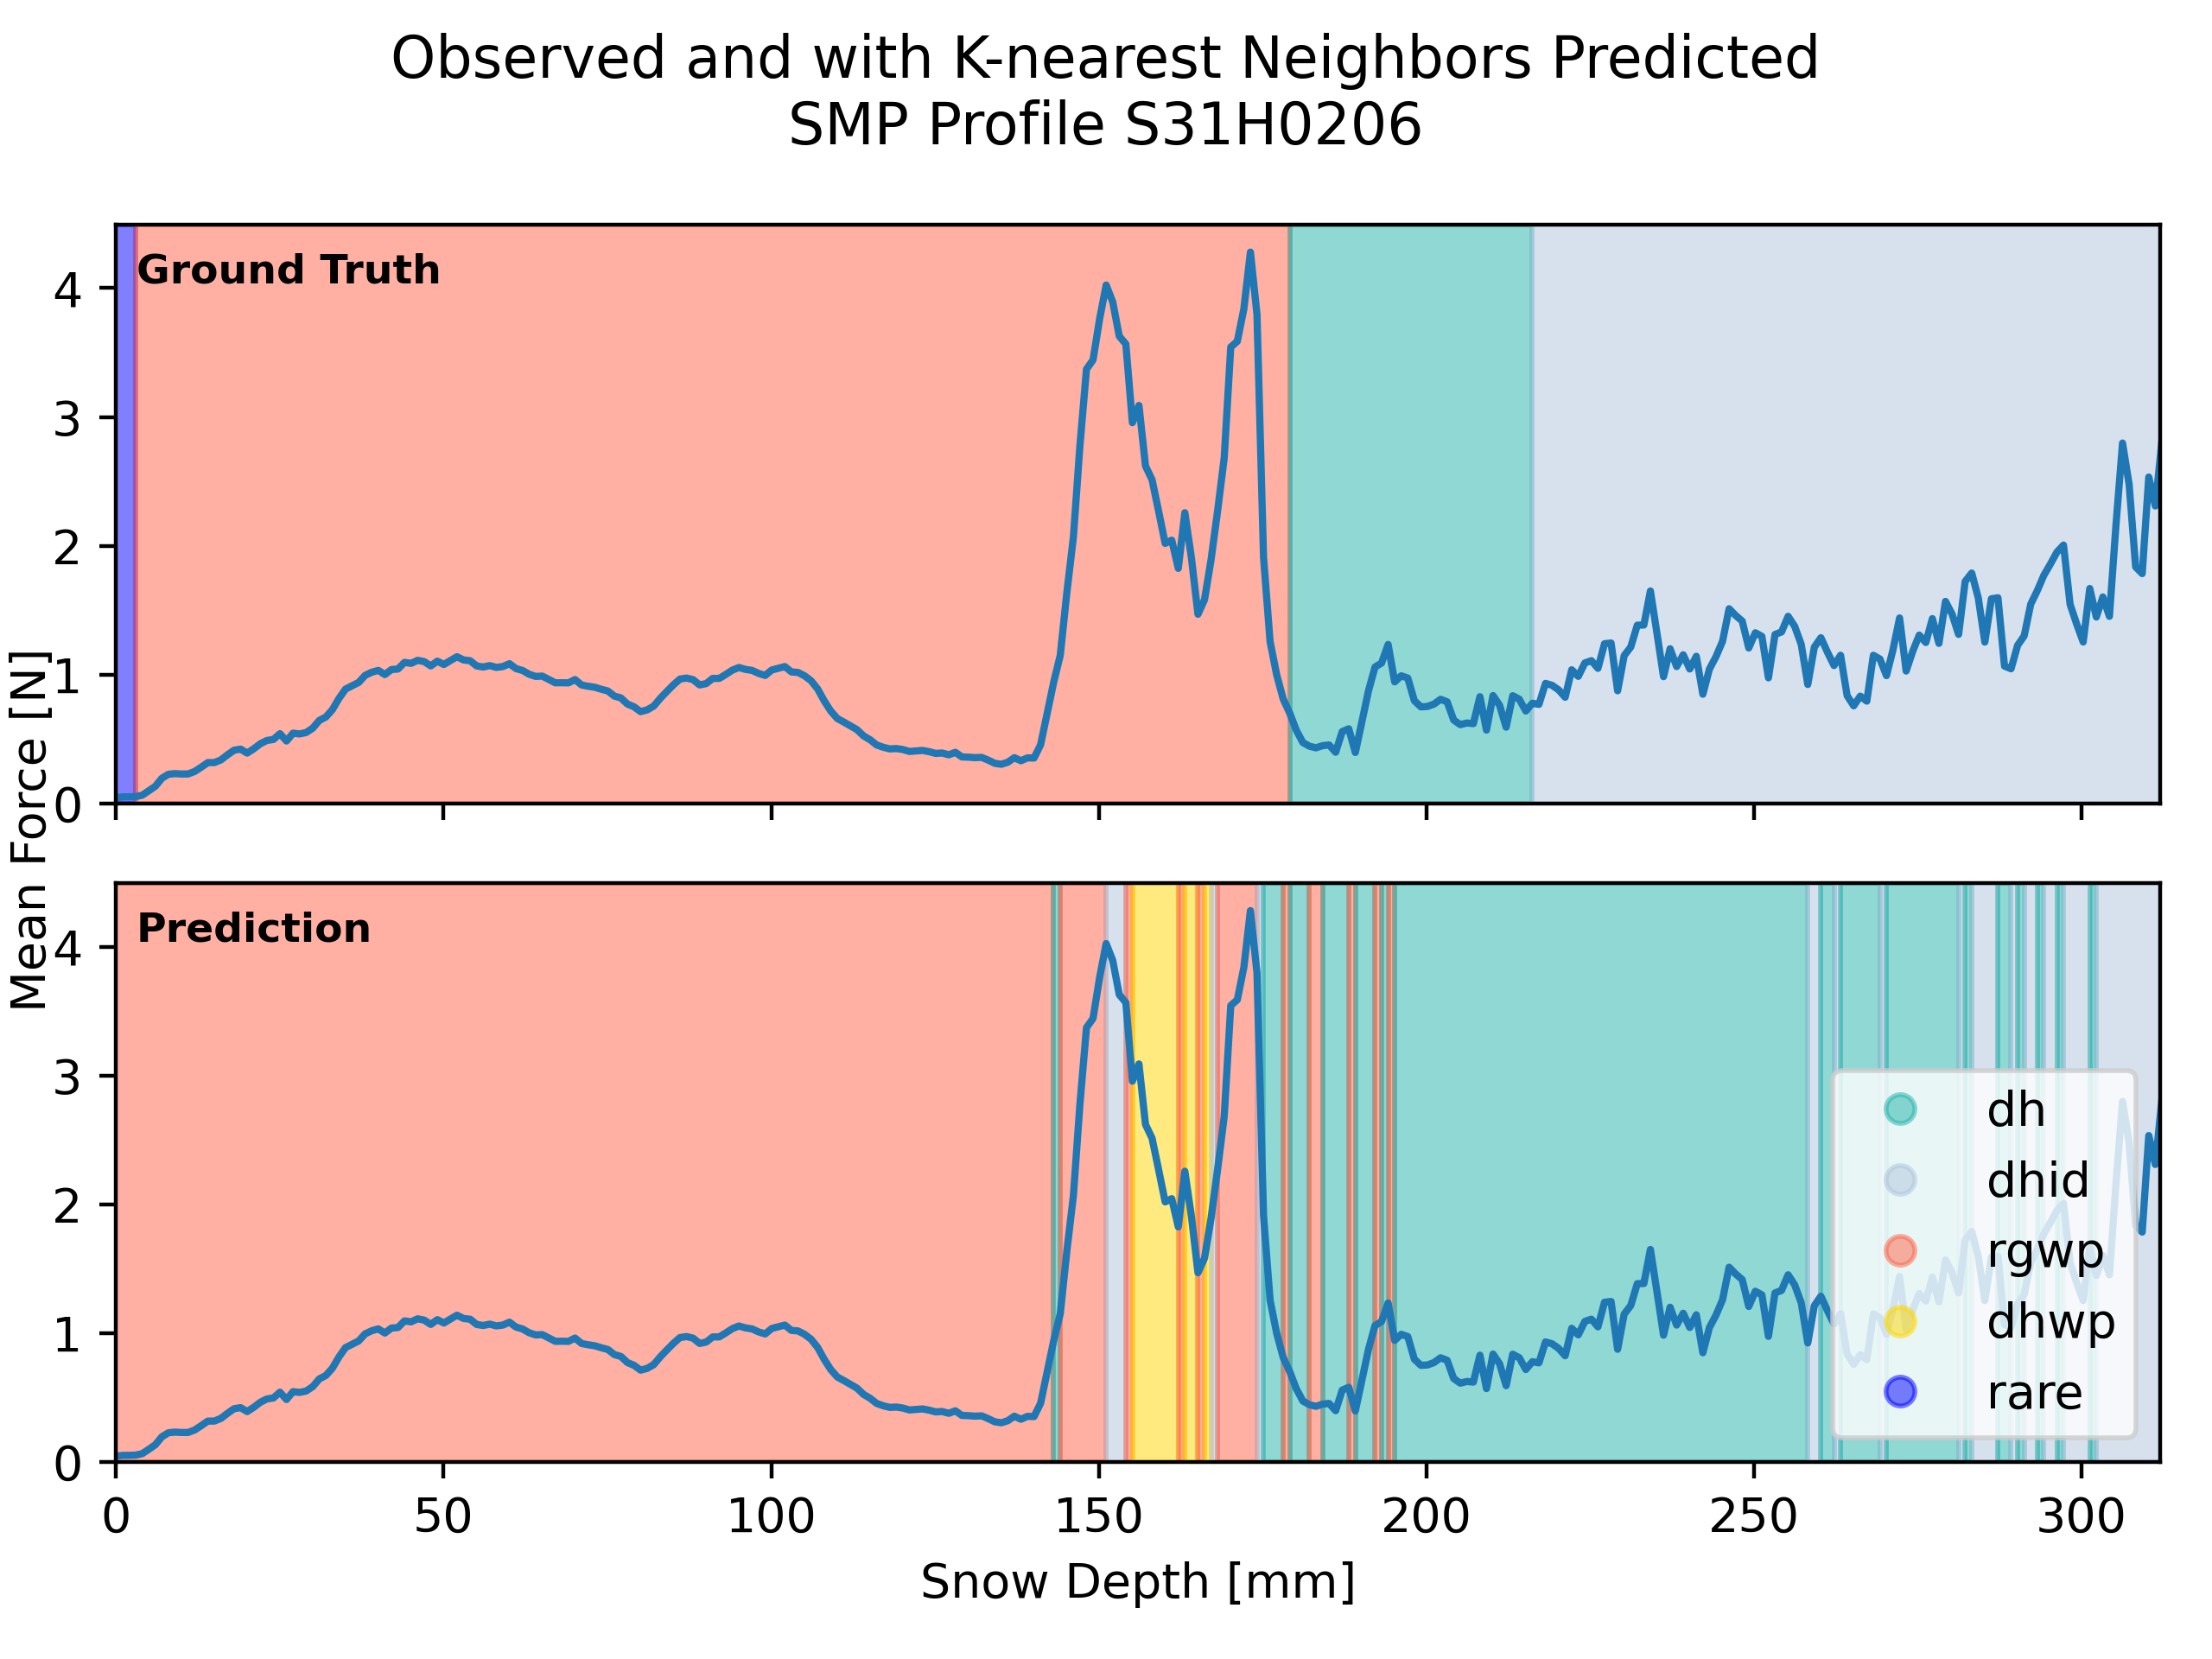 Observed and with K-nearest Neighbors Predicted
SMP Profile S31H0206
Mean Force [N]
Ground Truth
4
3
2
1
0
Prediction
4
3
2
1
0
dh
dhid
rgwp
dhwp
rare
0 50 100 150 200 250 300
Snow Depth [mm]